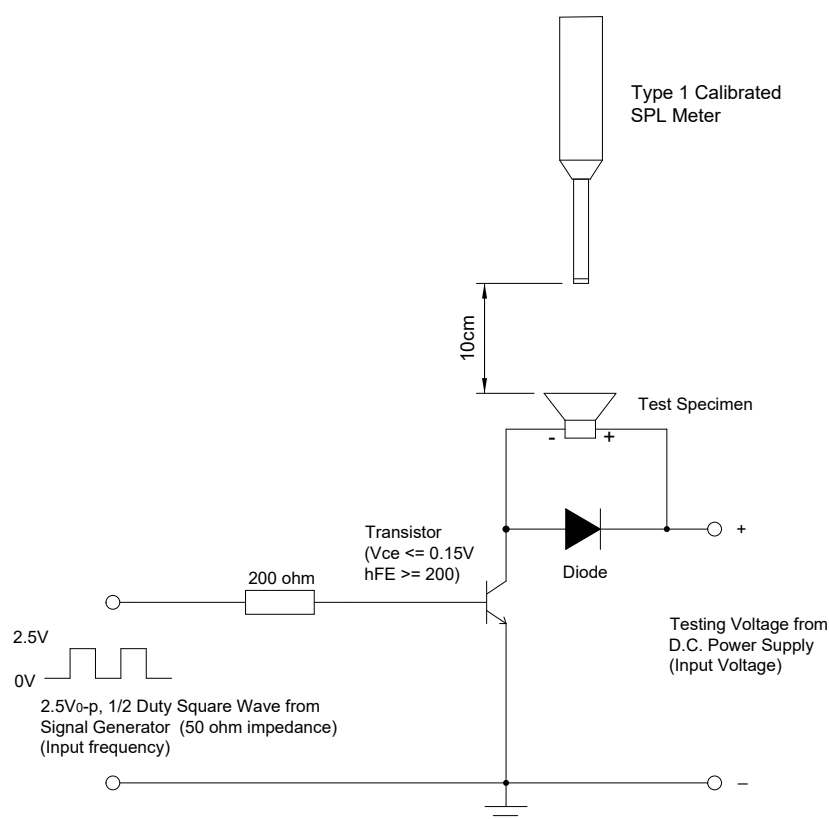 Type 1 Calibrated
SPL Meter
10cm
Test Specimen
- +
Transistor
(Vce <= 0.15V
hFE >= 200)
+
Diode
200 ohm
Testing Voltage from
D.C. Power Supply
(Input Voltage)
2.5V
0V
2.5V0-p, 1/2 Duty Square Wave from
Signal Generator (50 ohm impedance)
(Input frequency)
–